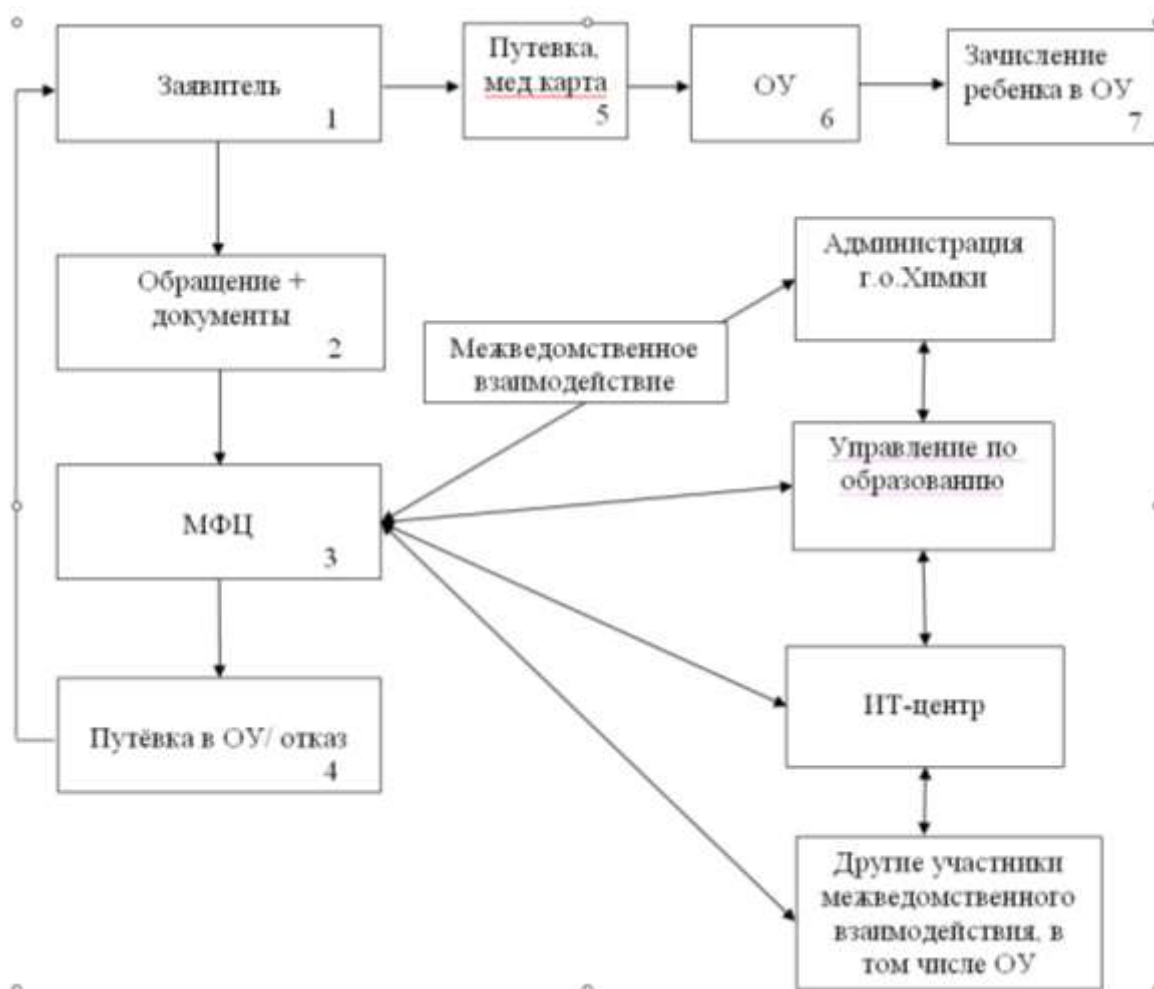 Заявитель
1
Путевка,
мед карта
5
ОУ
6
Зачисление
ребенка в ОУ
7
Обращение +
документы
2
Администрация
г.о.Химки
Межведомственное
взаимодействие
МФЦ
3
Управление по
образованию
Путёвка в ОУ/ отказ
4
ИТ-центр
Другие участники
межведомственного
взаимодействия, в
том числе ОУ